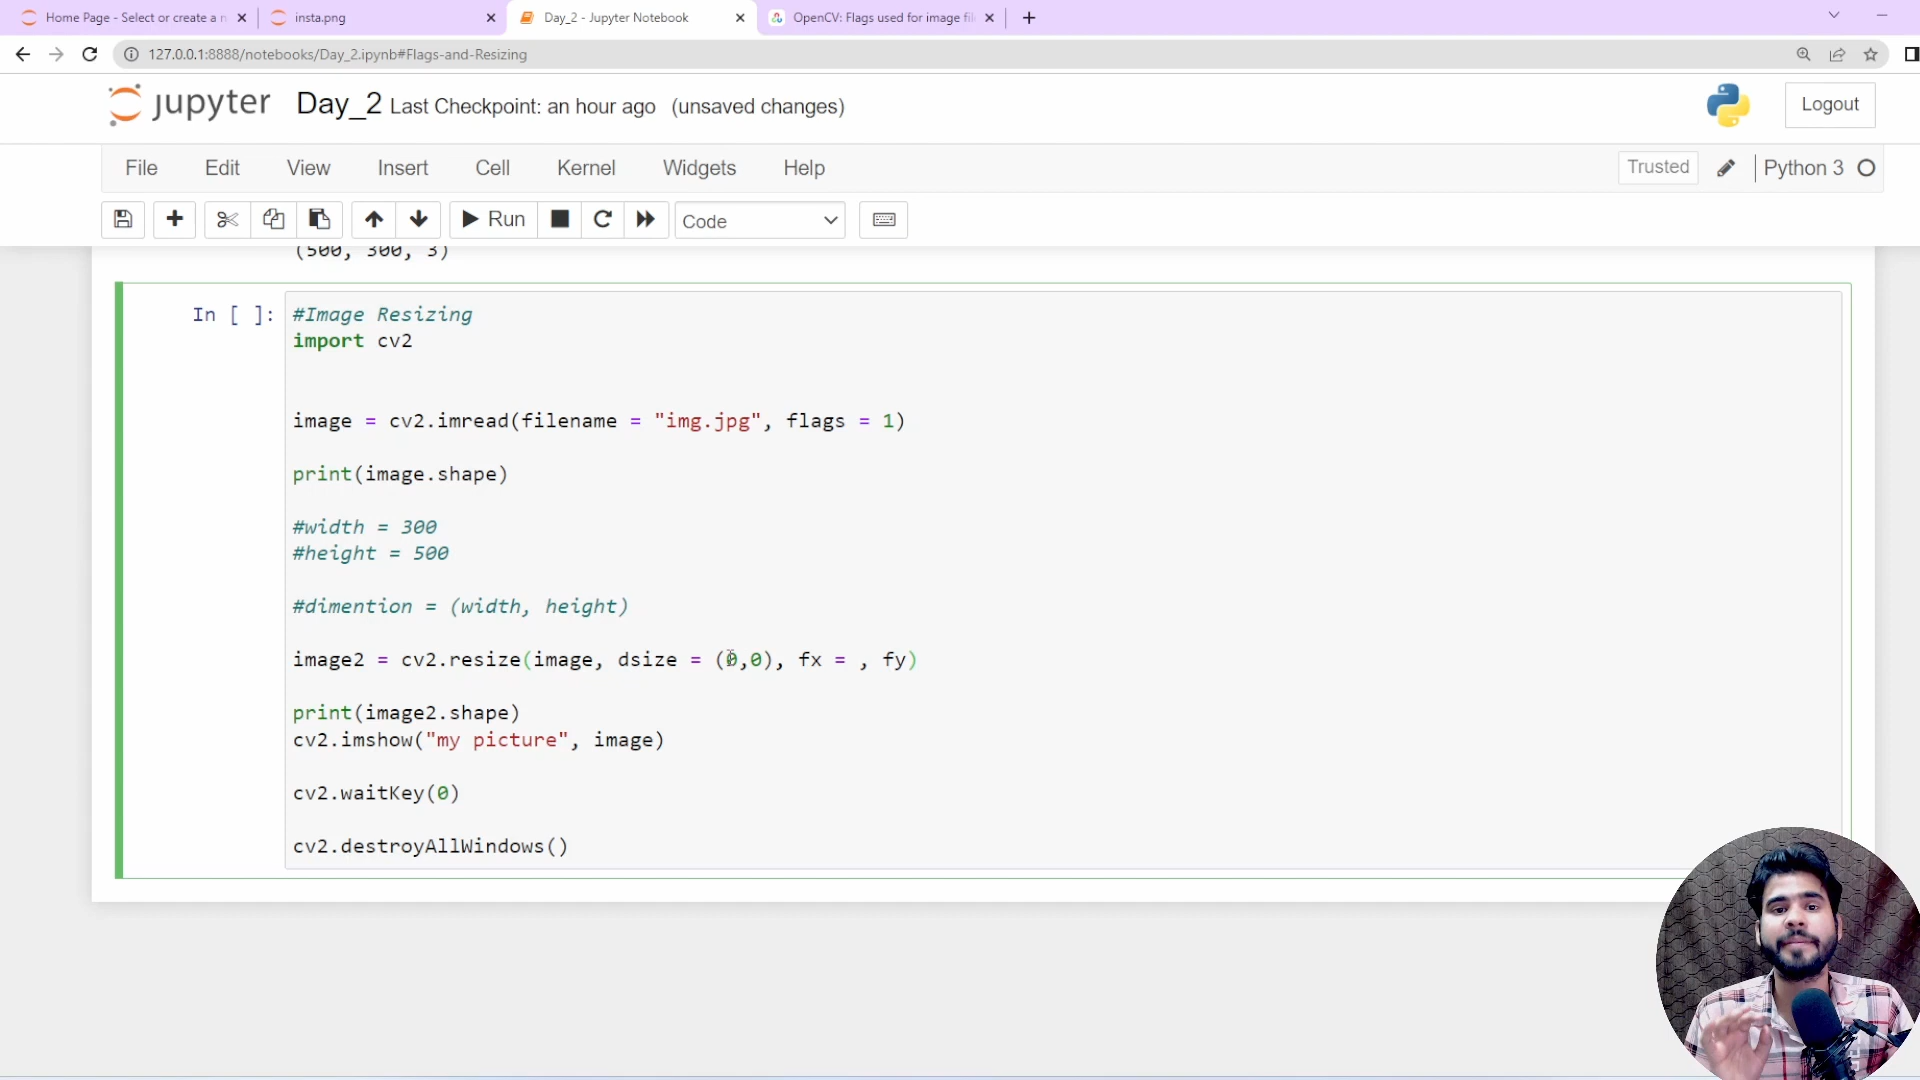 Home Page - Select or create a n
insta.png
Day_2 - Jupyter Notebook
OpenCV: Flags used for image fil
127.0.0.1:8888/notebooks/Day_2.ipynb#Flags-and-Resizing
jupyter Day_2 Last Checkpoint: an hour ago (unsaved changes)
Logout
File Edit View Insert Cell Kernel Widgets Help
Trusted Python 3
Run Code
(500, 300, 3)
In [ ]: #Image Resizing
import cv2
image = cv2.imread(filename = "img.jpg", flags = 1)
print(image.shape)
#width = 300
#height = 500
#dimention = (width, height)
image2 = cv2.resize(image, dsize = (0,0), fx = , fy)
print(image2.shape)
cv2.imshow("my picture", image)
cv2.waitKey(0)
cv2.destroyAllWindows()